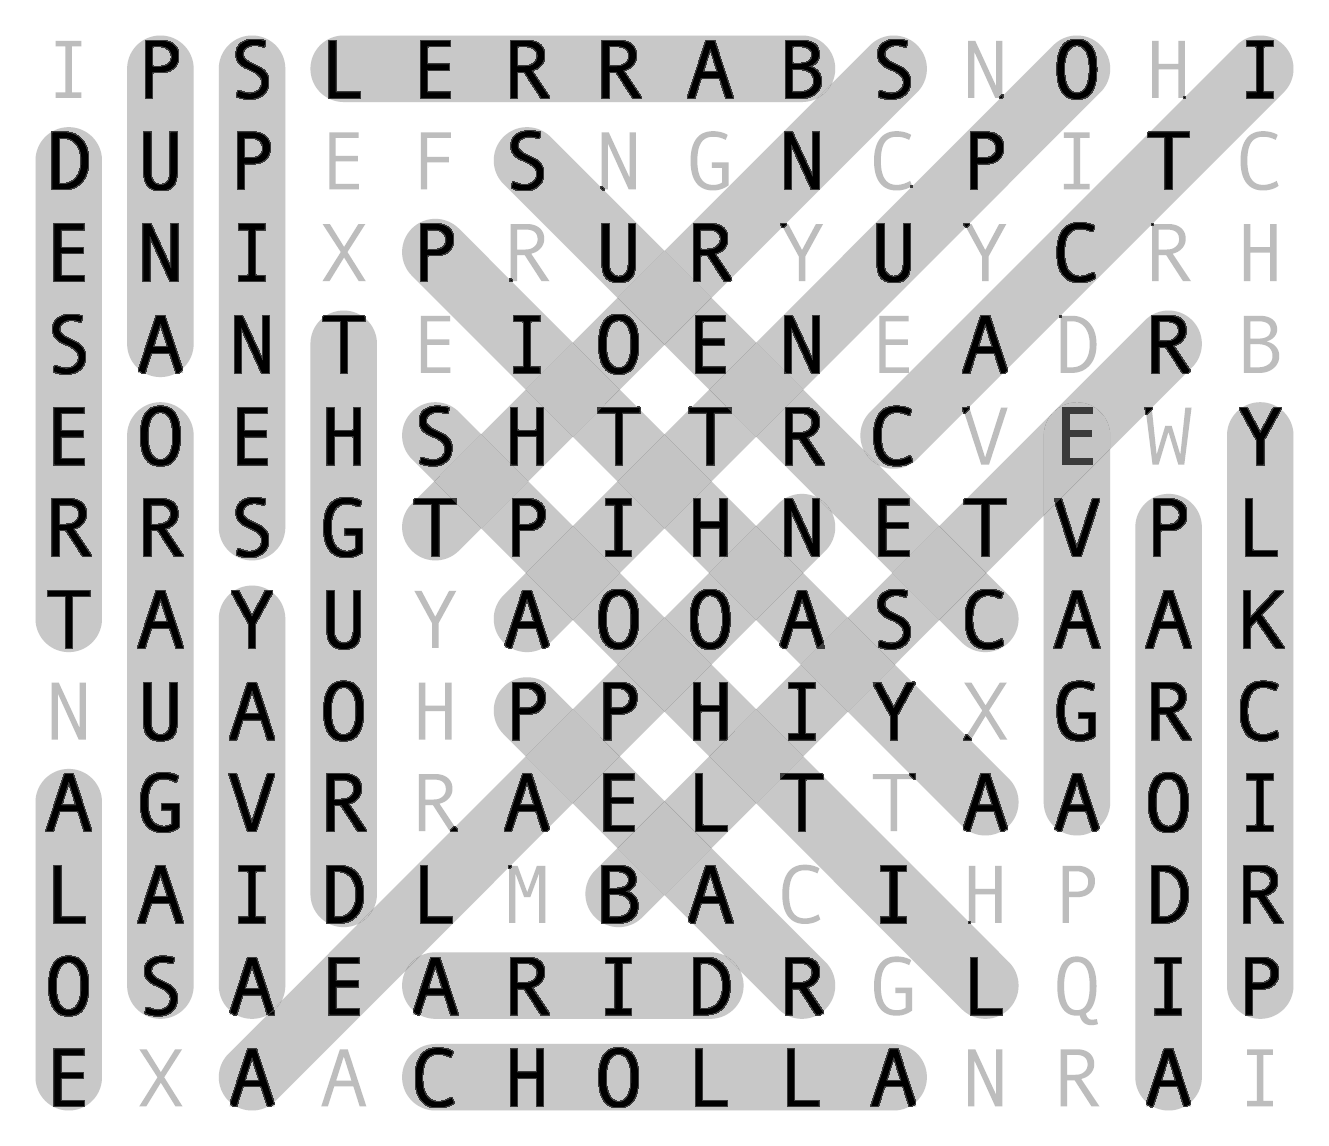 I P S L E R R A B S N O H I
D U P E F S N G N C P I T C
E N I X P R U R Y U Y C R H
S A N T E I O E N E A D R B
E O E H S H T T R C V E W Y
R R S G T P I H N E T V P L
T A Y U Y A O O A S C A A K
N U A O H P P H I Y X G R C
A G V R R A E L T T A A O I
L A I D L M B A C I H P D R
O S A E A R I D R G L Q I P
E X A A C H O L L A N R A I